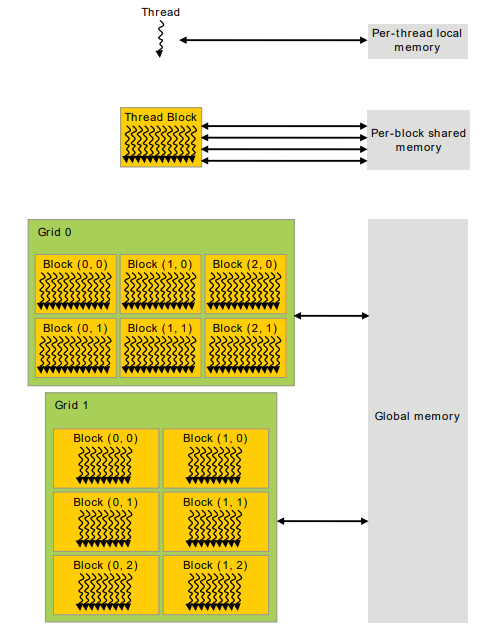 Thread
Per-thread local
memory
Thread Block
Per-block shared
memory
Grid 0
Block (0, 0) Block (1, 0) Block (2, 0)
Block (0, 1) Block (1, 1) Block (2, 1)
Grid 1
Block (0, 0) Block (1, 0)
Block (0, 1) Block (1, 1)
Block (0, 2) Block (1, 2)
Global memory